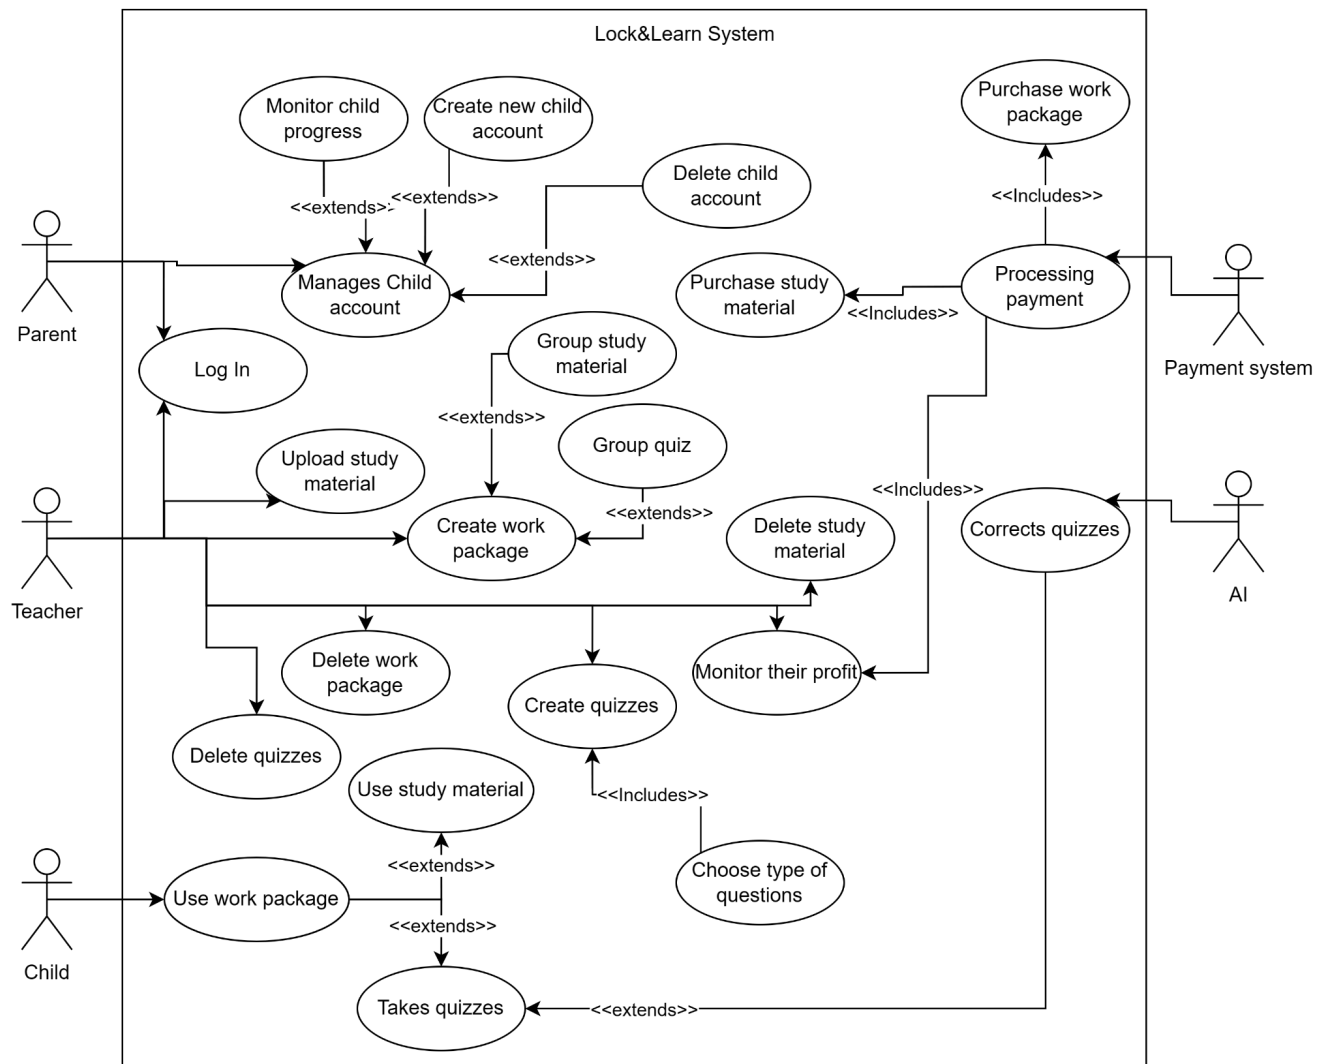 Lock&Learn System
Monitor child
progress
Create new child
account
Purchase work
package
Delete child
account
<<extends>>
<<extends>>
<<Includes>>
<<extends>>
Manages Child
account
Purchase study
material
Processing
payment
<<Includes>>
Parent
Payment system
Log In
Group study
material
<<extends>>
Group quiz
Upload study
material
<<Includes>>
<<extends>>
Create work
package
Delete study
material
Corrects quizzes
Teacher
AI
Delete work
package
Monitor their profit
Create quizzes
Delete quizzes
Use study material
<<Includes>>
<<extends>>
Choose type of
questions
Use work package
<<extends>>
Child
Takes quizzes
<<extends>>